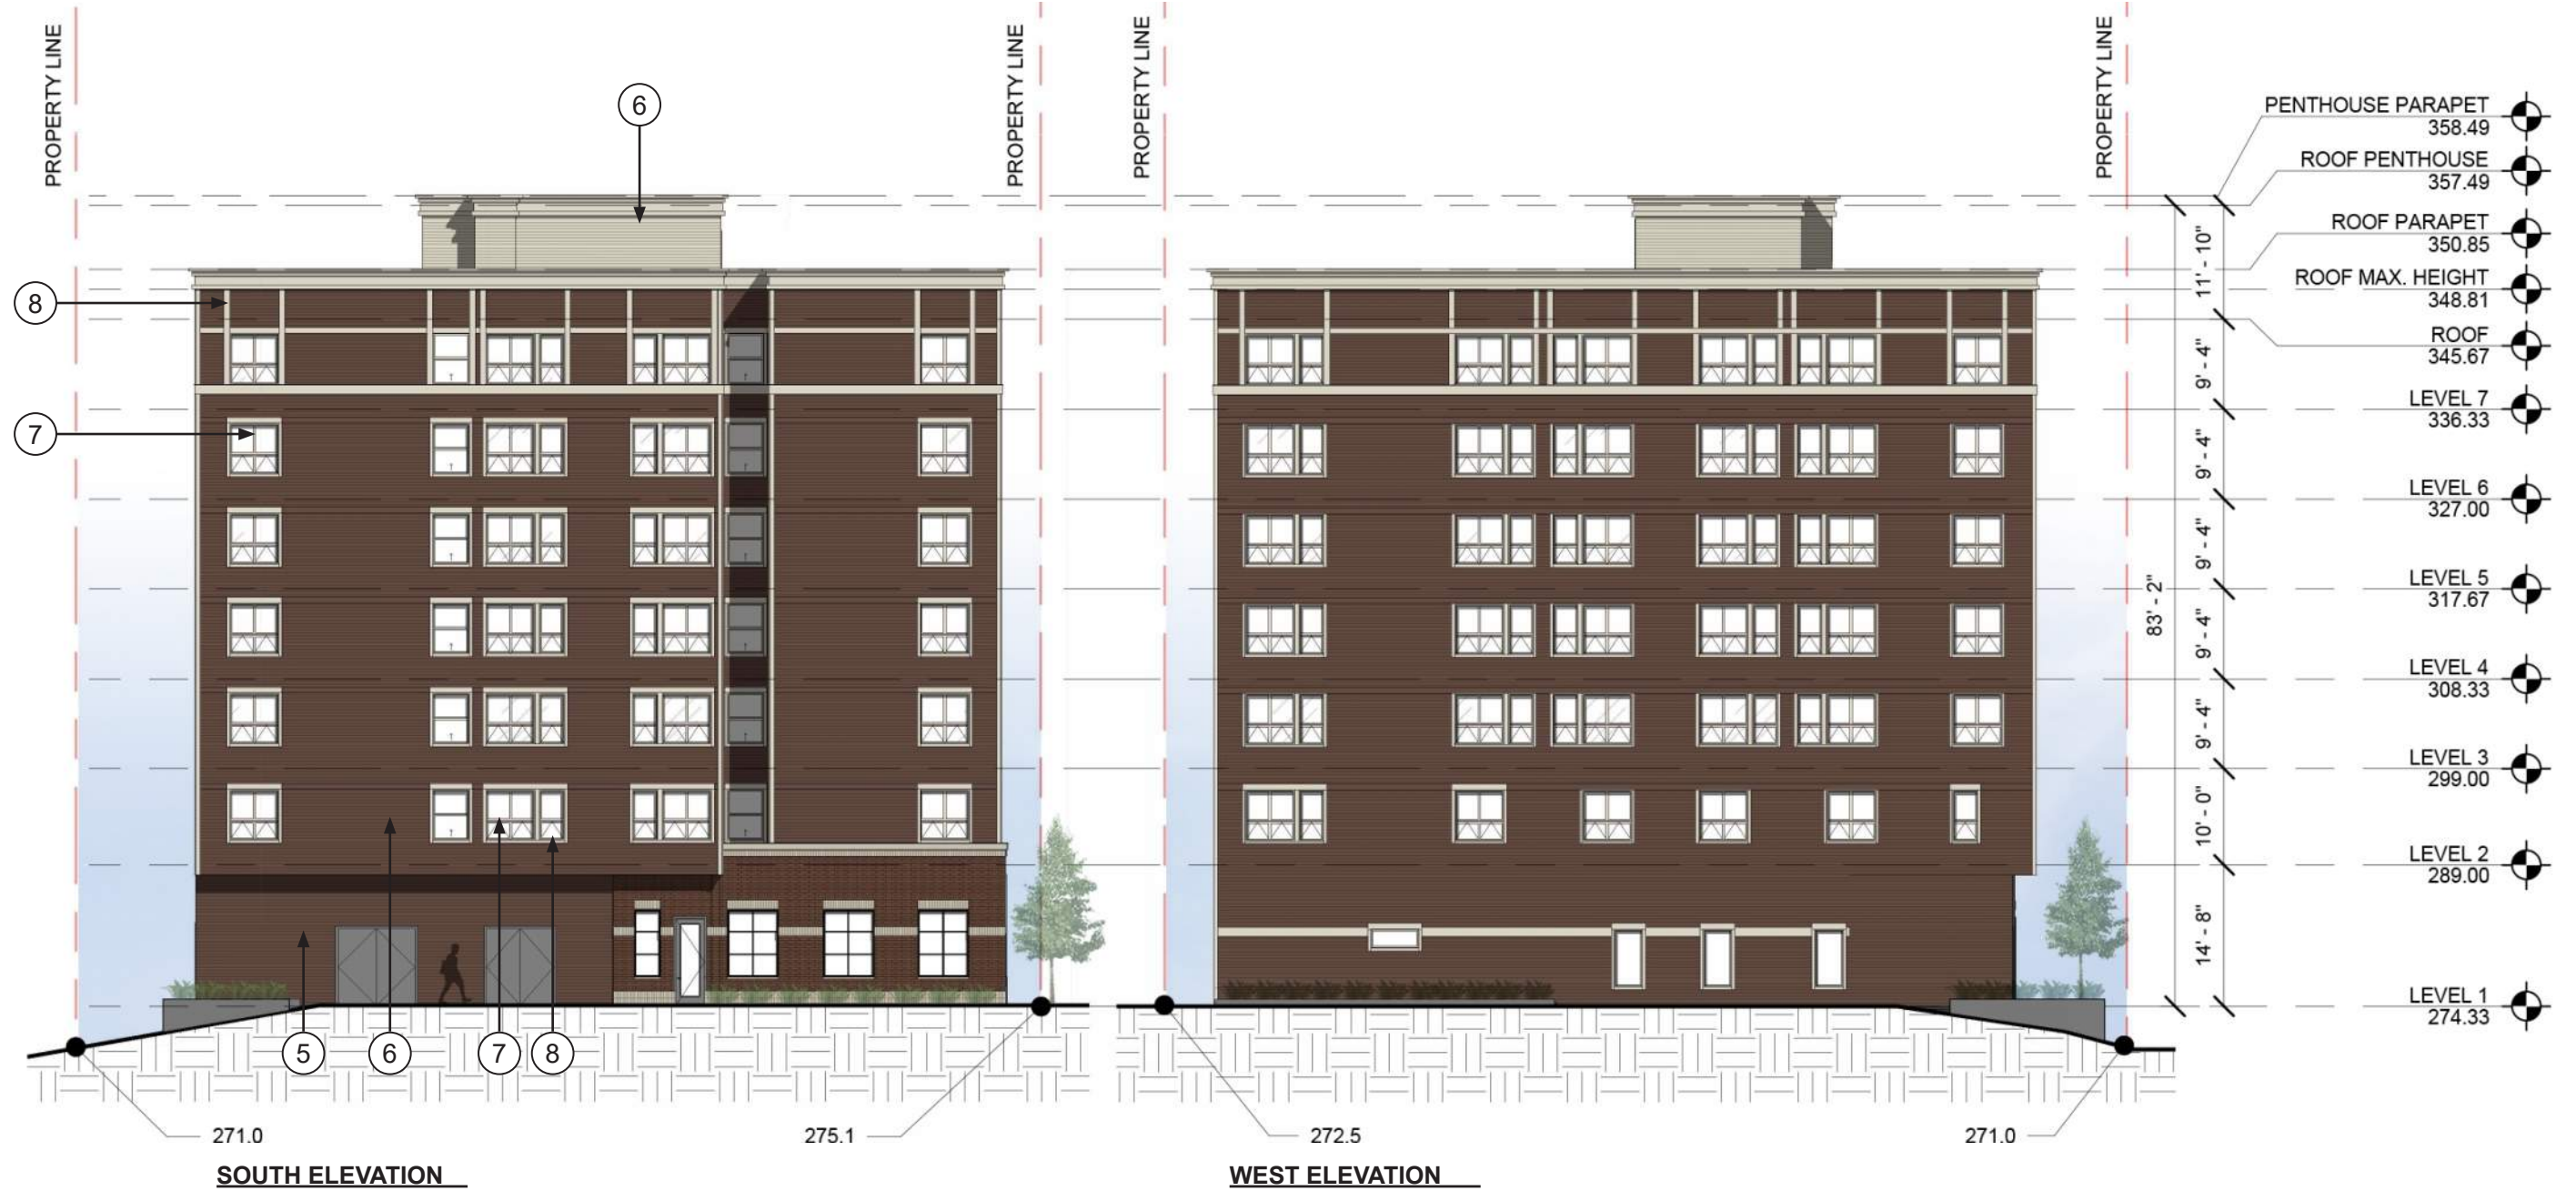 PROPERTY LINE
PROPERTY LINE
PROPERTY LINE
PROPERTY LINE
6
8
7
5
6
7
8
PENTHOUSE PARAPET
358.49
ROOF PENTHOUSE
357.49
ROOF PARAPET
350.85
ROOF MAX. HEIGHT
348.81
ROOF
345.67
LEVEL 7
336.33
LEVEL 6
327.00
LEVEL 5
317.67
LEVEL 4
308.33
LEVEL 3
299.00
LEVEL 2
289.00
LEVEL 1
274.33
11' - 10"
9' - 4"
9' - 4"
9' - 4"
9' - 4"
9' - 4"
10' - 0"
14' - 8"
83' - 2"
271.0
275.1
272.5
271.0
SOUTH ELEVATION
WEST ELEVATION